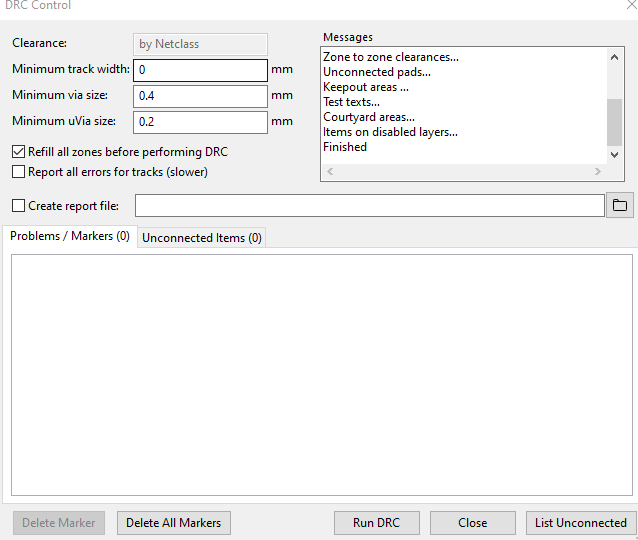 DRC Control
Clearance:
by Netclass
Minimum track width:
0
mm
Minimum via size:
0.4
mm
Minimum uVia size:
0.2
mm
Refill all zones before performing DRC
Report all errors for tracks (slower)
Messages
Zone to zone clearances...
Unconnected pads...
Keepout areas ...
Test texts...
Courtyard areas...
Items on disabled layers...
Finished
Create report file:
Problems / Markers (0)
Unconnected Items (0)
Delete Marker
Delete All Markers
Run DRC
Close
List Unconnected